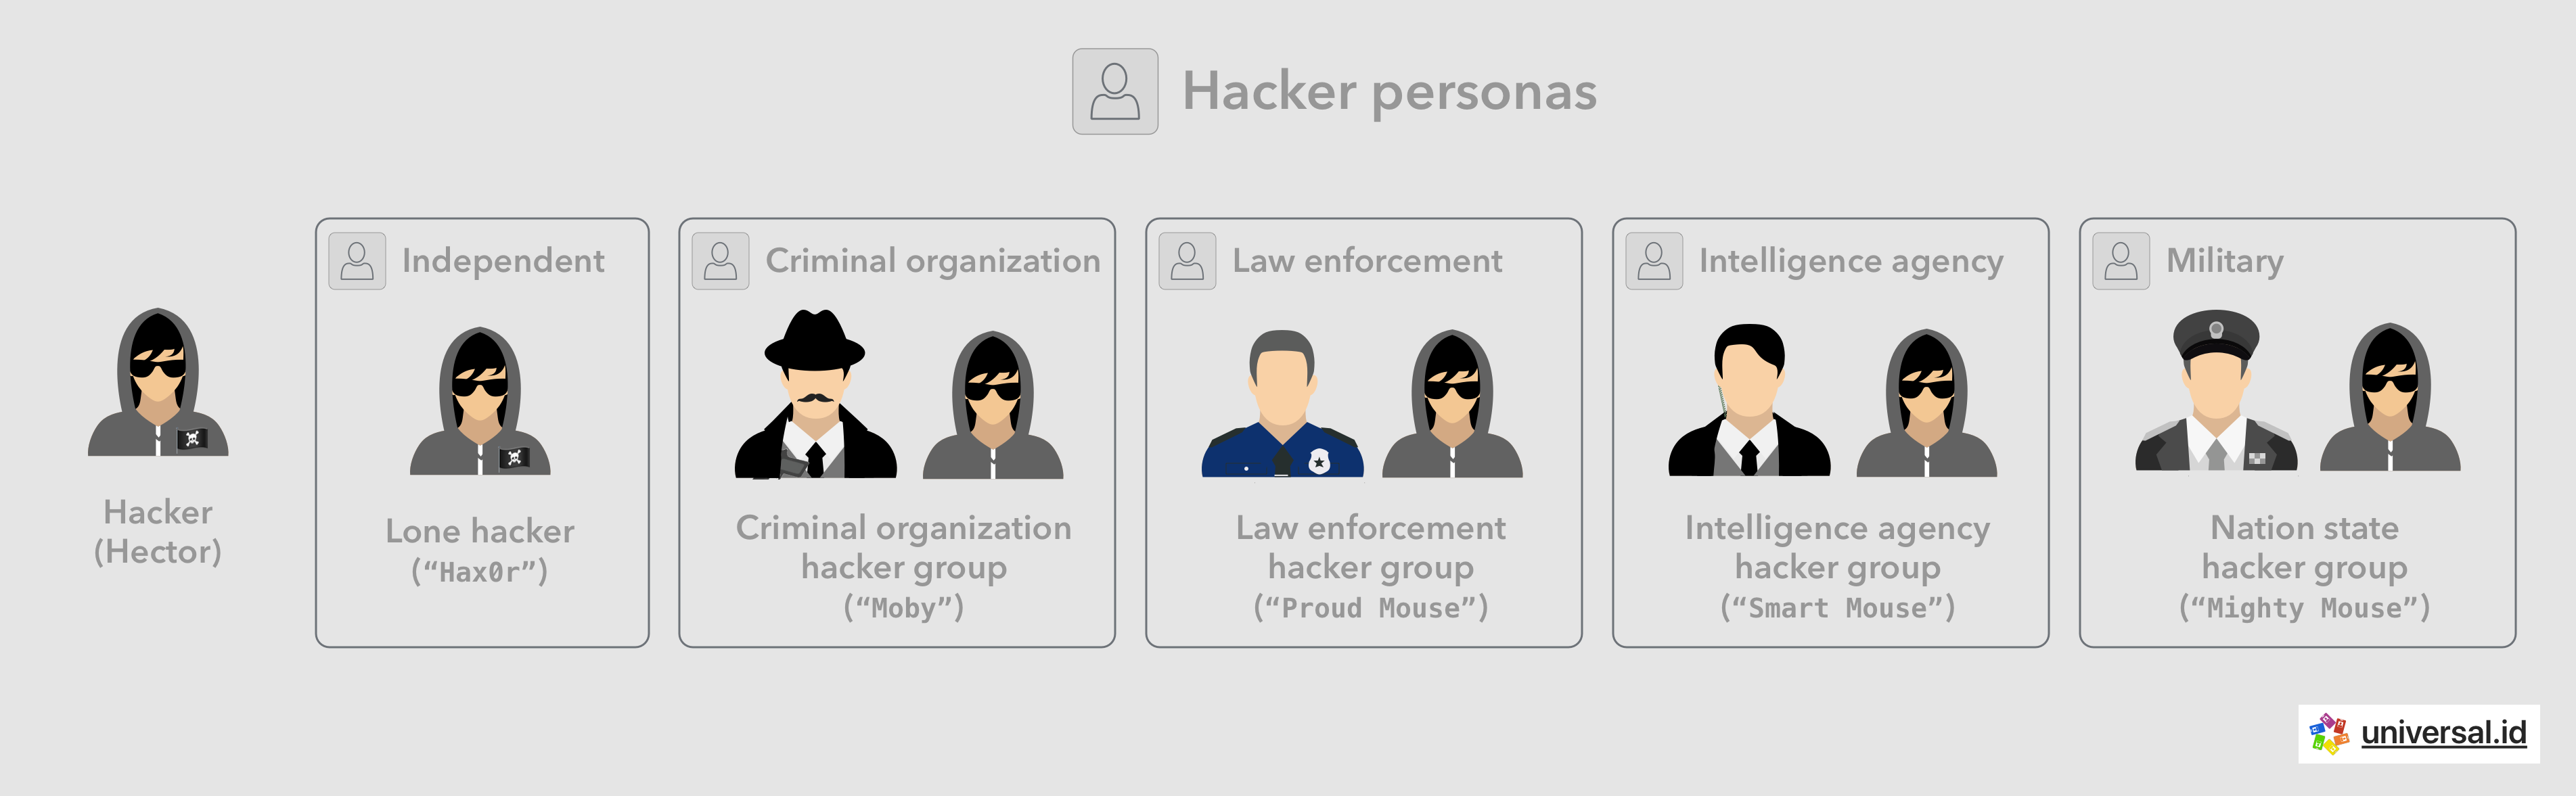 Hacker personas
Hacker
(Hector)
Independent
Lone hacker
(“Hax0r”)
Criminal organization
Criminal organization
hacker group
(“Moby”)
Law enforcement
Law enforcement
hacker group
(“Proud Mouse”)
Intelligence agency
Intelligence agency
hacker group
(“Smart Mouse”)
Military
Nation state
hacker group
(“Mighty Mouse”)
universal.id